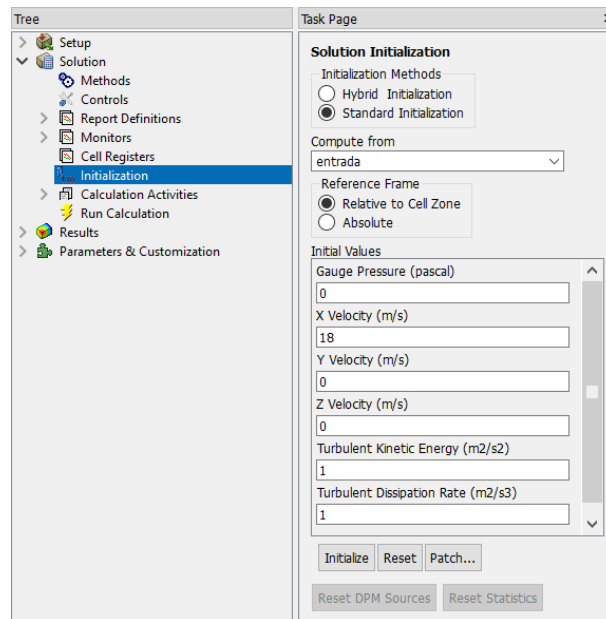 Tree
Setup
Solution
Methods
Controls
Report Definitions
Monitors
Cell Registers
Initialization
Calculation Activities
Run Calculation
Results
Parameters & Customization
Task Page
Solution Initialization
Initialization Methods
Hybrid Initialization
Standard Initialization
Compute from
entrada
Reference Frame
Relative to Cell Zone
Absolute
Initial Values
Gauge Pressure (pascal)
0
X Velocity (m/s)
18
Y Velocity (m/s)
0
Z Velocity (m/s)
0
Turbulent Kinetic Energy (m2/s2)
1
Turbulent Dissipation Rate (m2/s3)
1
Initialize Reset Patch...
Reset DPM Sources Reset Statistics